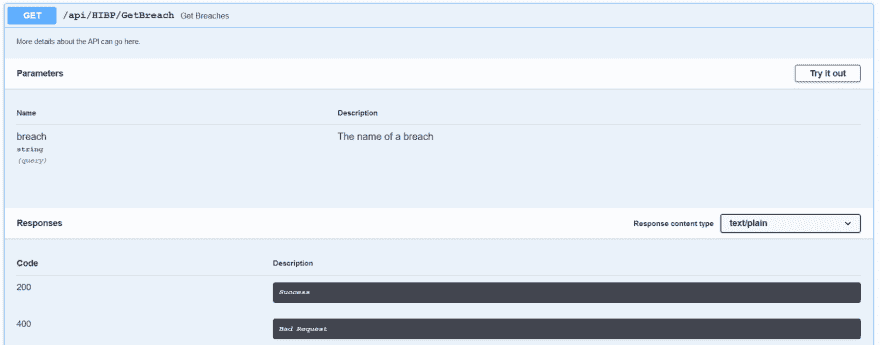 GET /api/HIBP/GetBreach Get Breaches
More details about the API can go here.
Parameters Try it out
Name Description
breach The name of a breach
string
(query)
Responses Response content type text/plain
Code Description
200 Success
400 Bad Request